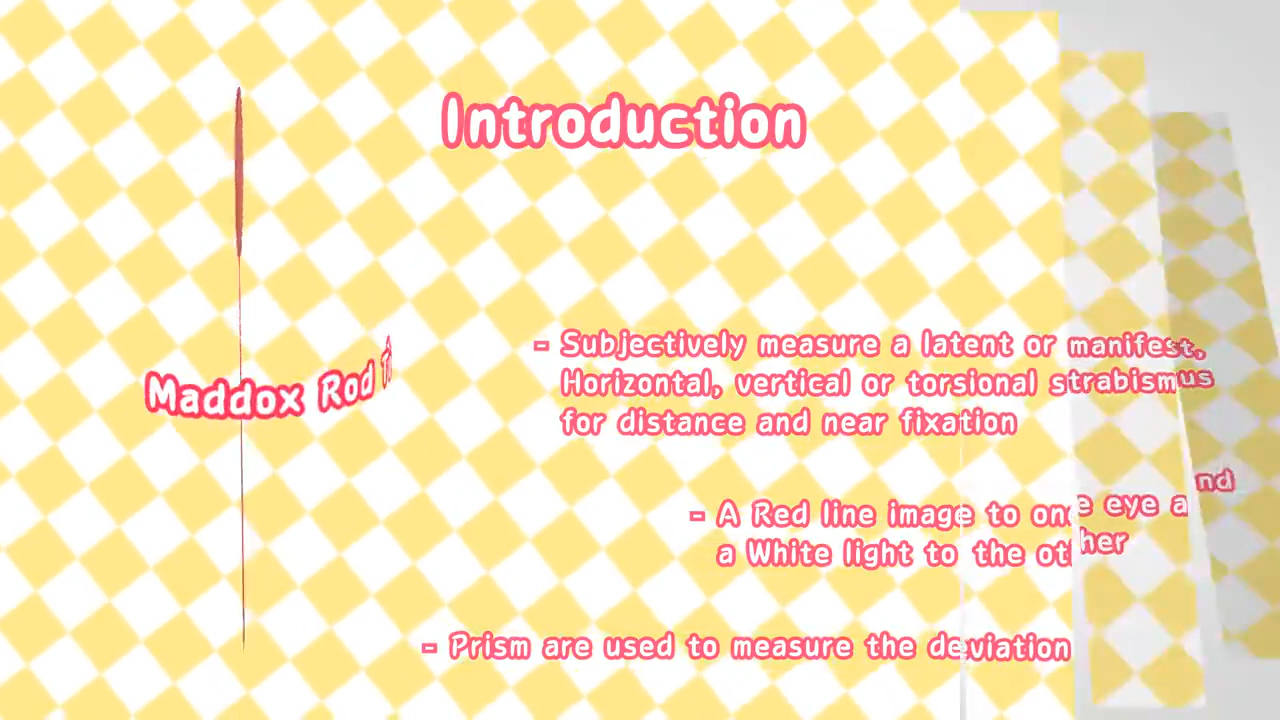 Introduction
Maddox Rod
- Subjectively measure a latent or manifest,
Horizontal, vertical or torsional strabismus
for distance and near fixation
- A Red line image to one eye and
a White light to the other
- Prism are used to measure the deviation